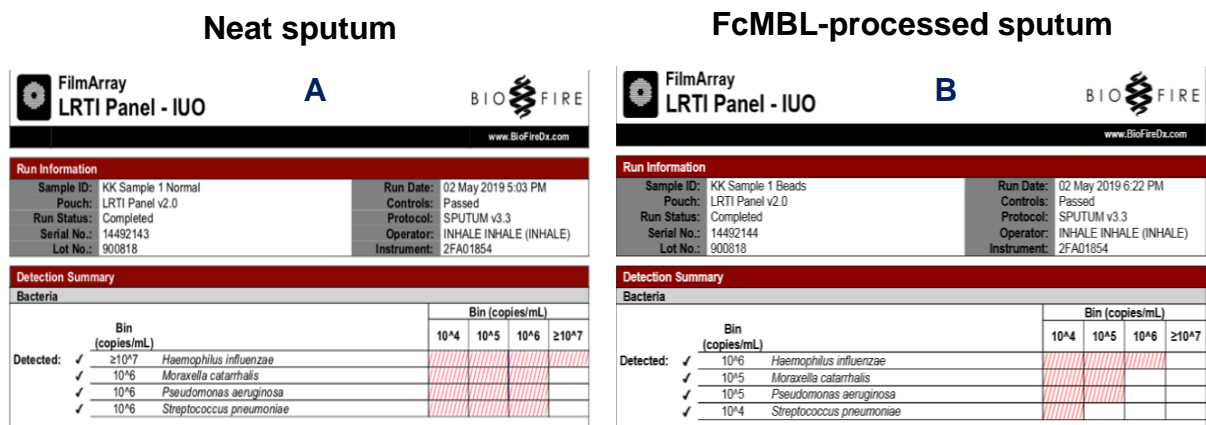 Neat sputum
FcMBL-processed sputum
FilmArray
LRTI Panel - IUO
A
BIO FIRE
www.BioFireDx.com
Run Information
Sample ID: KK Sample 1 Normal Run Date: 02 May 2019 5:03 PM
Pouch: LRTI Panel v2.0 Controls: Passed
Run Status: Completed Protocol: SPUTUM v3.3
Serial No.: 14492143 Operator: INHALE INHALE (INHALE)
Lot No.: 900818 Instrument: 2FA01854
Detection Summary
Bacteria
Bin (copies/mL)
Bin
(copies/mL)
10^4 10^5 10^6 ≥10^7
Detected: ✓ ≥10^7 Haemophilus influenzae
✓ 10^6 Moraxella catarrhalis
✓ 10^6 Pseudomonas aeruginosa
✓ 10^6 Streptococcus pneumoniae
FilmArray
LRTI Panel - IUO
B
BIO FIRE
www.BioFireDx.com
Run Information
Sample ID: KK Sample 1 Beads Run Date: 02 May 2019 6:22 PM
Pouch: LRTI Panel v2.0 Controls: Passed
Run Status: Completed Protocol: SPUTUM v3.3
Serial No.: 14492144 Operator: INHALE INHALE (INHALE)
Lot No.: 900818 Instrument: 2FA01854
Detection Summary
Bacteria
Bin (copies/mL)
Bin
(copies/mL)
10^4 10^5 10^6 ≥10^7
Detected: ✓ 10^6 Haemophilus influenzae
✓ 10^5 Moraxella catarrhalis
✓ 10^5 Pseudomonas aeruginosa
✓ 10^4 Streptococcus pneumoniae